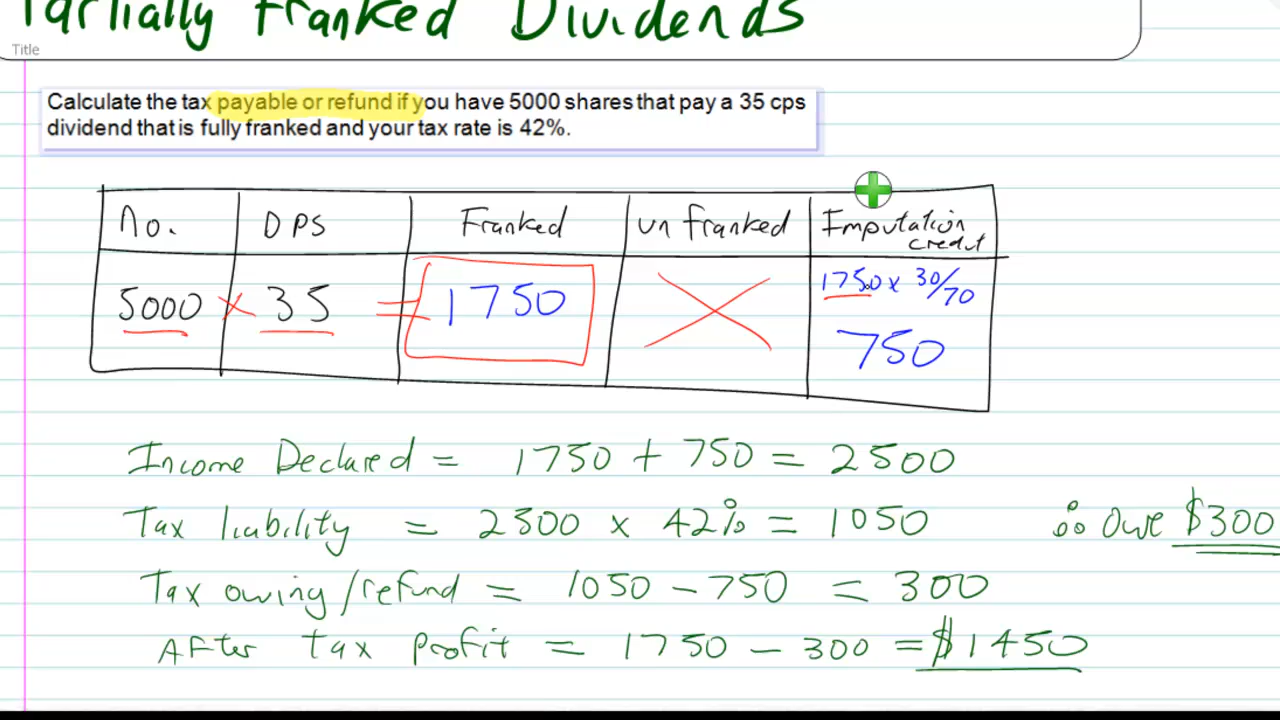 Partially Franked Dividends
Title
Calculate the tax payable or refund if you have 5000 shares that pay a 35 cps
dividend that is fully franked and your tax rate is 42%.
No. DPS Franked unfranked Imputation credit
5000 × 35 = 1750 1750 × 30/70
750
Income Declared = 1750 + 750 = 2500
Tax liability = 2500 × 42% = 1050 ∴ Owe $300
Tax owing/refund = 1050 - 750 = 300
After tax profit = 1750 - 300 = $1450